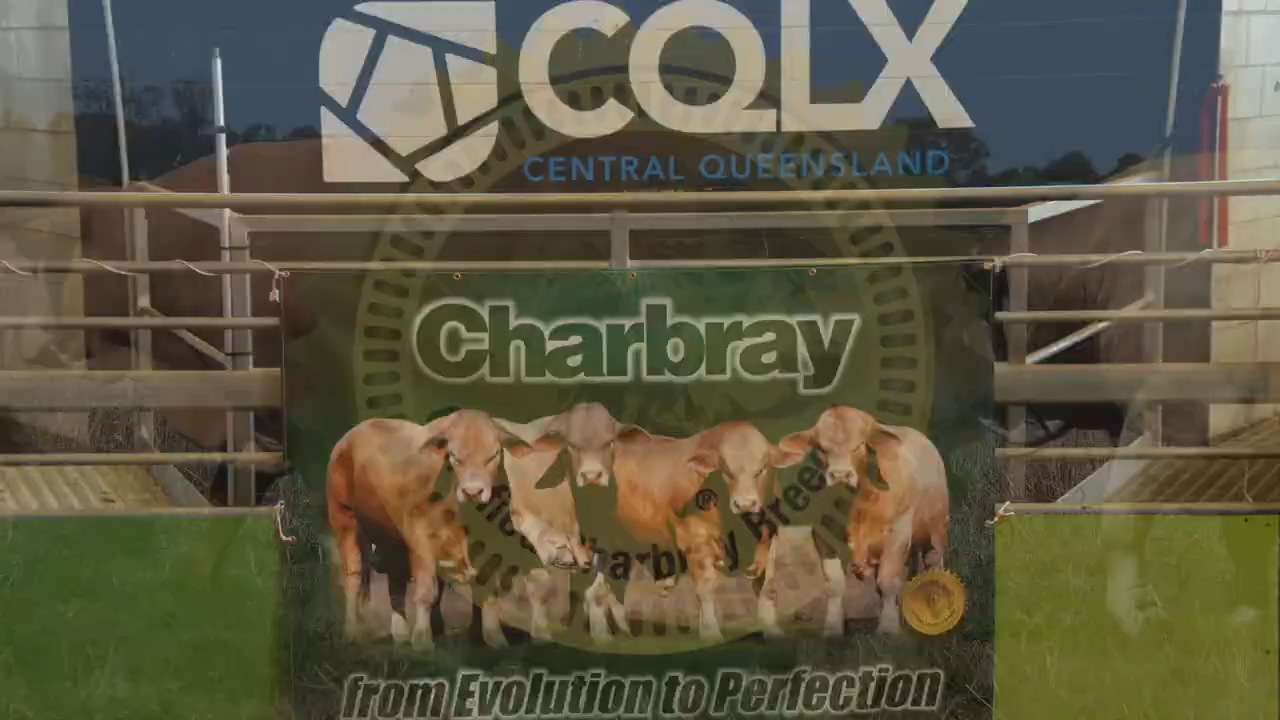 CQLX
CENTRAL QUEENSLAND
Charbray
®
from Evolution to Perfection